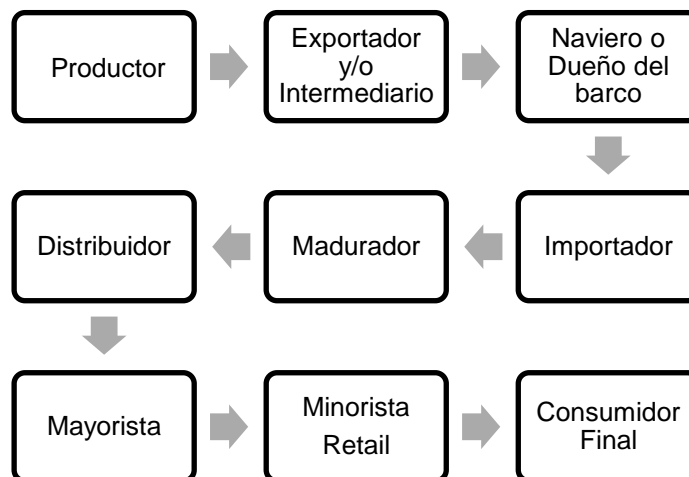 Productor
Exportador
y/o
Intermediario
Naviero o
Dueño del
barco
Distribuidor
Madurador
Importador
Mayorista
Minorista
Retail
Consumidor
Final